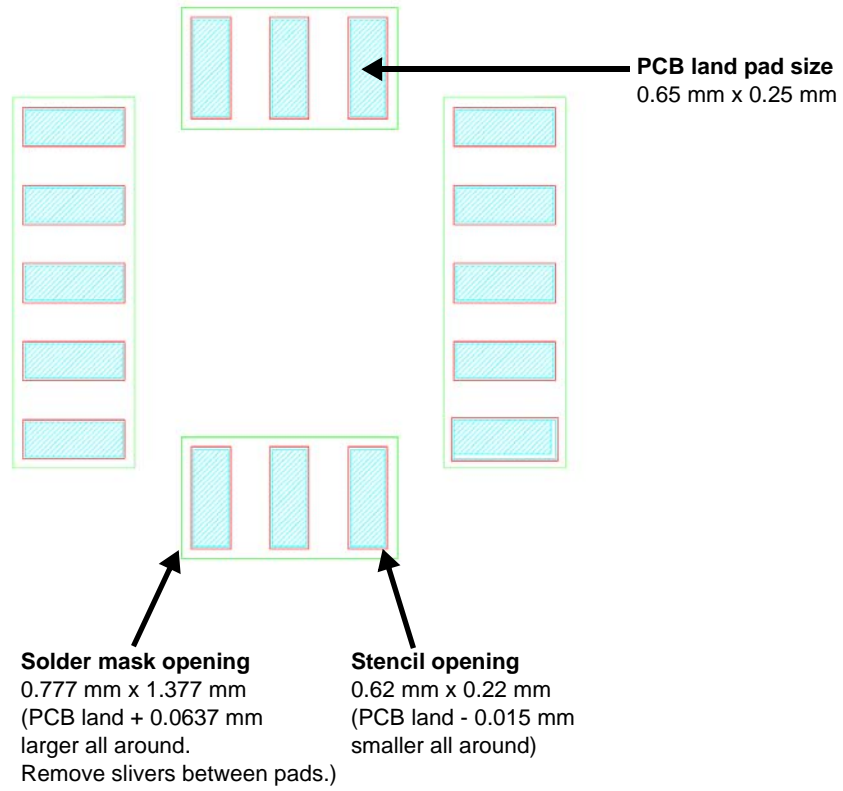 PCB land pad size
0.65 mm x 0.25 mm
Solder mask opening
0.777 mm x 1.377 mm
(PCB land + 0.0637 mm
larger all around.
Remove slivers between pads.)
Stencil opening
0.62 mm x 0.22 mm
(PCB land - 0.015 mm
smaller all around)